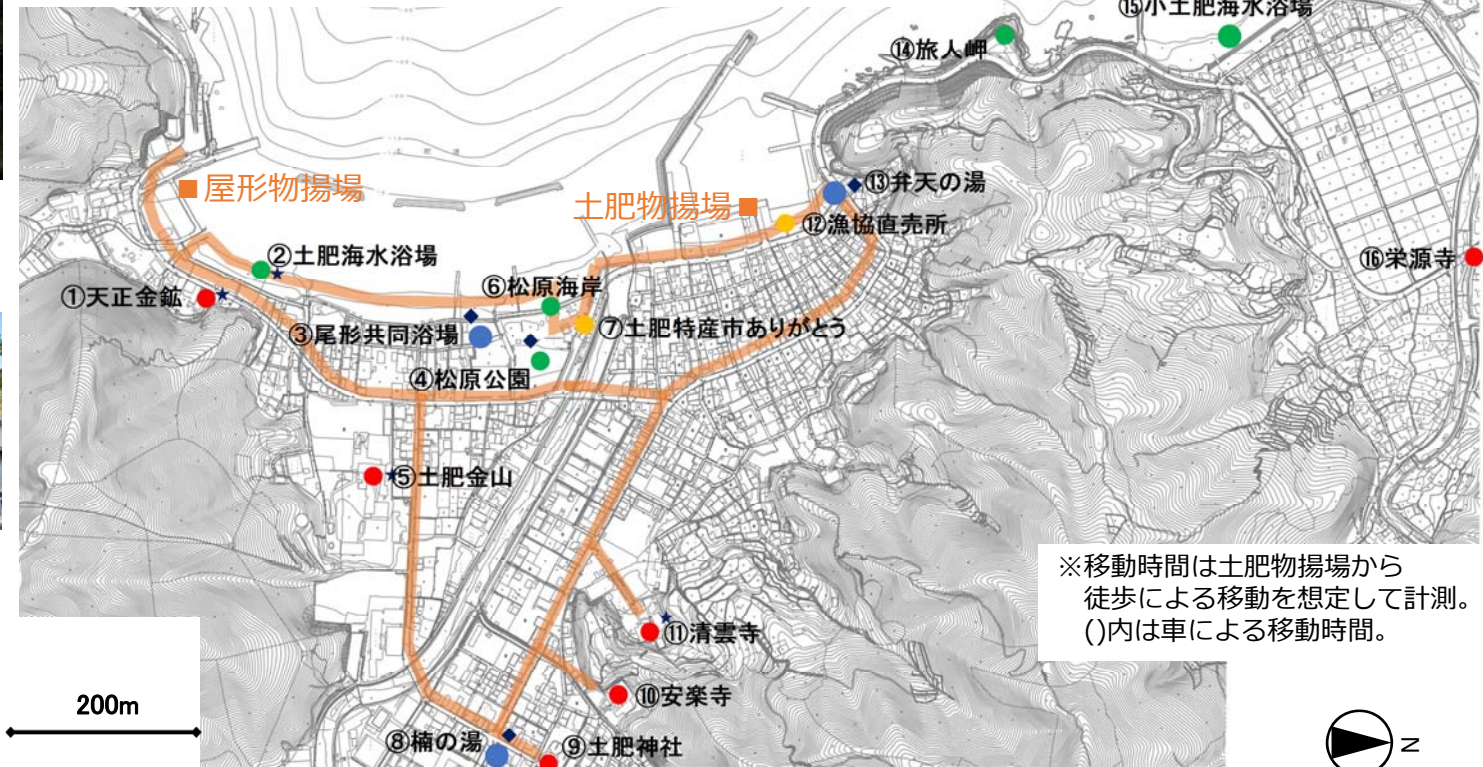 ⑮小土肥海水浴場
⑭旅人岬
■屋形物揚場
土肥物揚場■
⑬弁天の湯
⑫漁協直売所
②土肥海水浴場
⑯栄源寺
①天正金鉱
⑥松原海岸
③尾形共同浴場
⑦土肥特産市ありがとう
④松原公園
⑤土肥金山
※移動時間は土肥物揚場から
徒歩による移動を想定して計測。
()内は車による移動時間。
⑪清雲寺
⑩安楽寺
200m
⑧楠の湯
⑨土肥神社
N